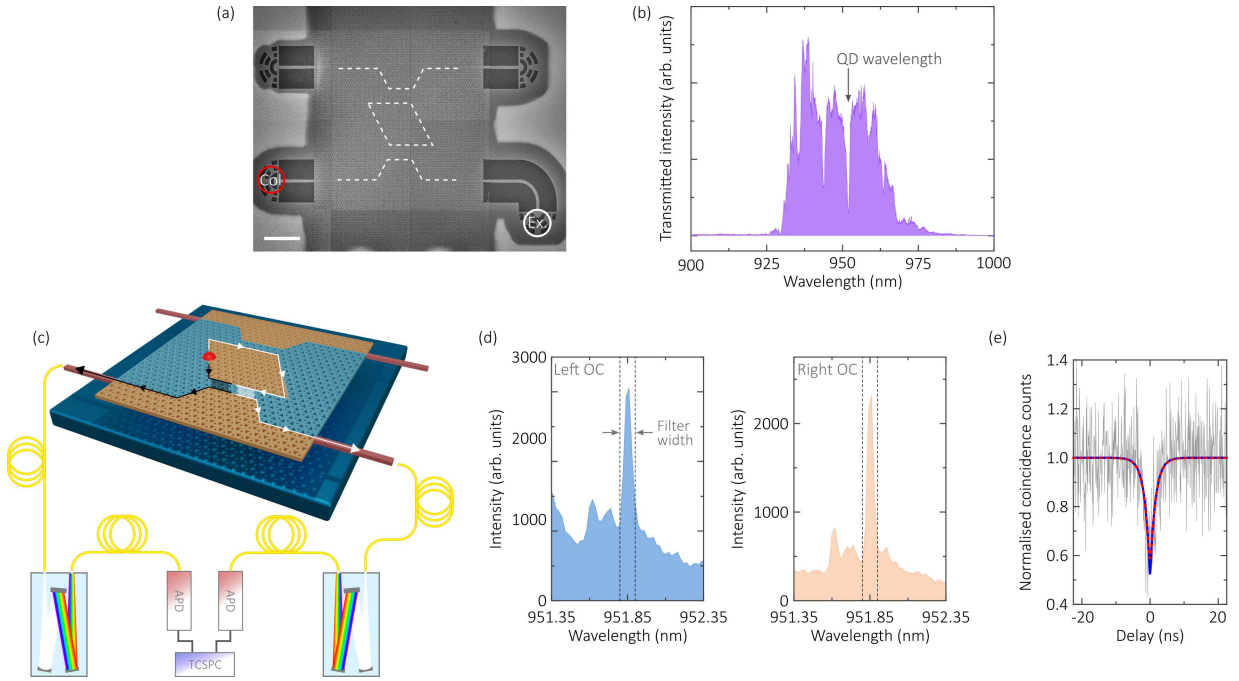 (a)
Col
Ex.
(b)
Transmitted intensity (arb. units)
QD wavelength
900
925
950
975
1000
Wavelength (nm)
(c)
APD
APD
TCSPC
(d)
3000
2500
2000
1000
500
0
Intensity (arb. units)
Left OC
Filter
width
951.35
951.85
952.35
Wavelength (nm)
2000
1000
0
Intensity (arb. units)
Right OC
951.35
951.85
952.35
Wavelength (nm)
(e)
1.4
1.2
1.0
0.8
0.6
0.4
Normalised coincidence counts
-20
0
20
Delay (ns)